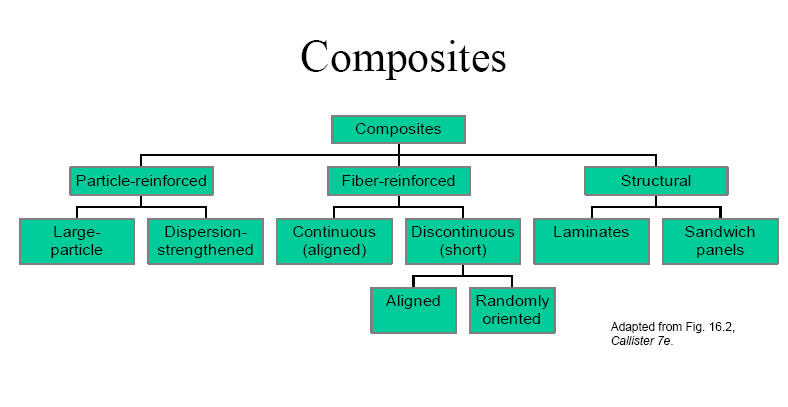 Composites
Composites
Particle-reinforced
Fiber-reinforced
Structural
Large-
particle
Dispersion-
strengthened
Continuous
(aligned)
Discontinuous
(short)
Laminates
Sandwich
panels
Aligned
Randomly
oriented
Adapted from Fig. 16.2,
Callister 7e.